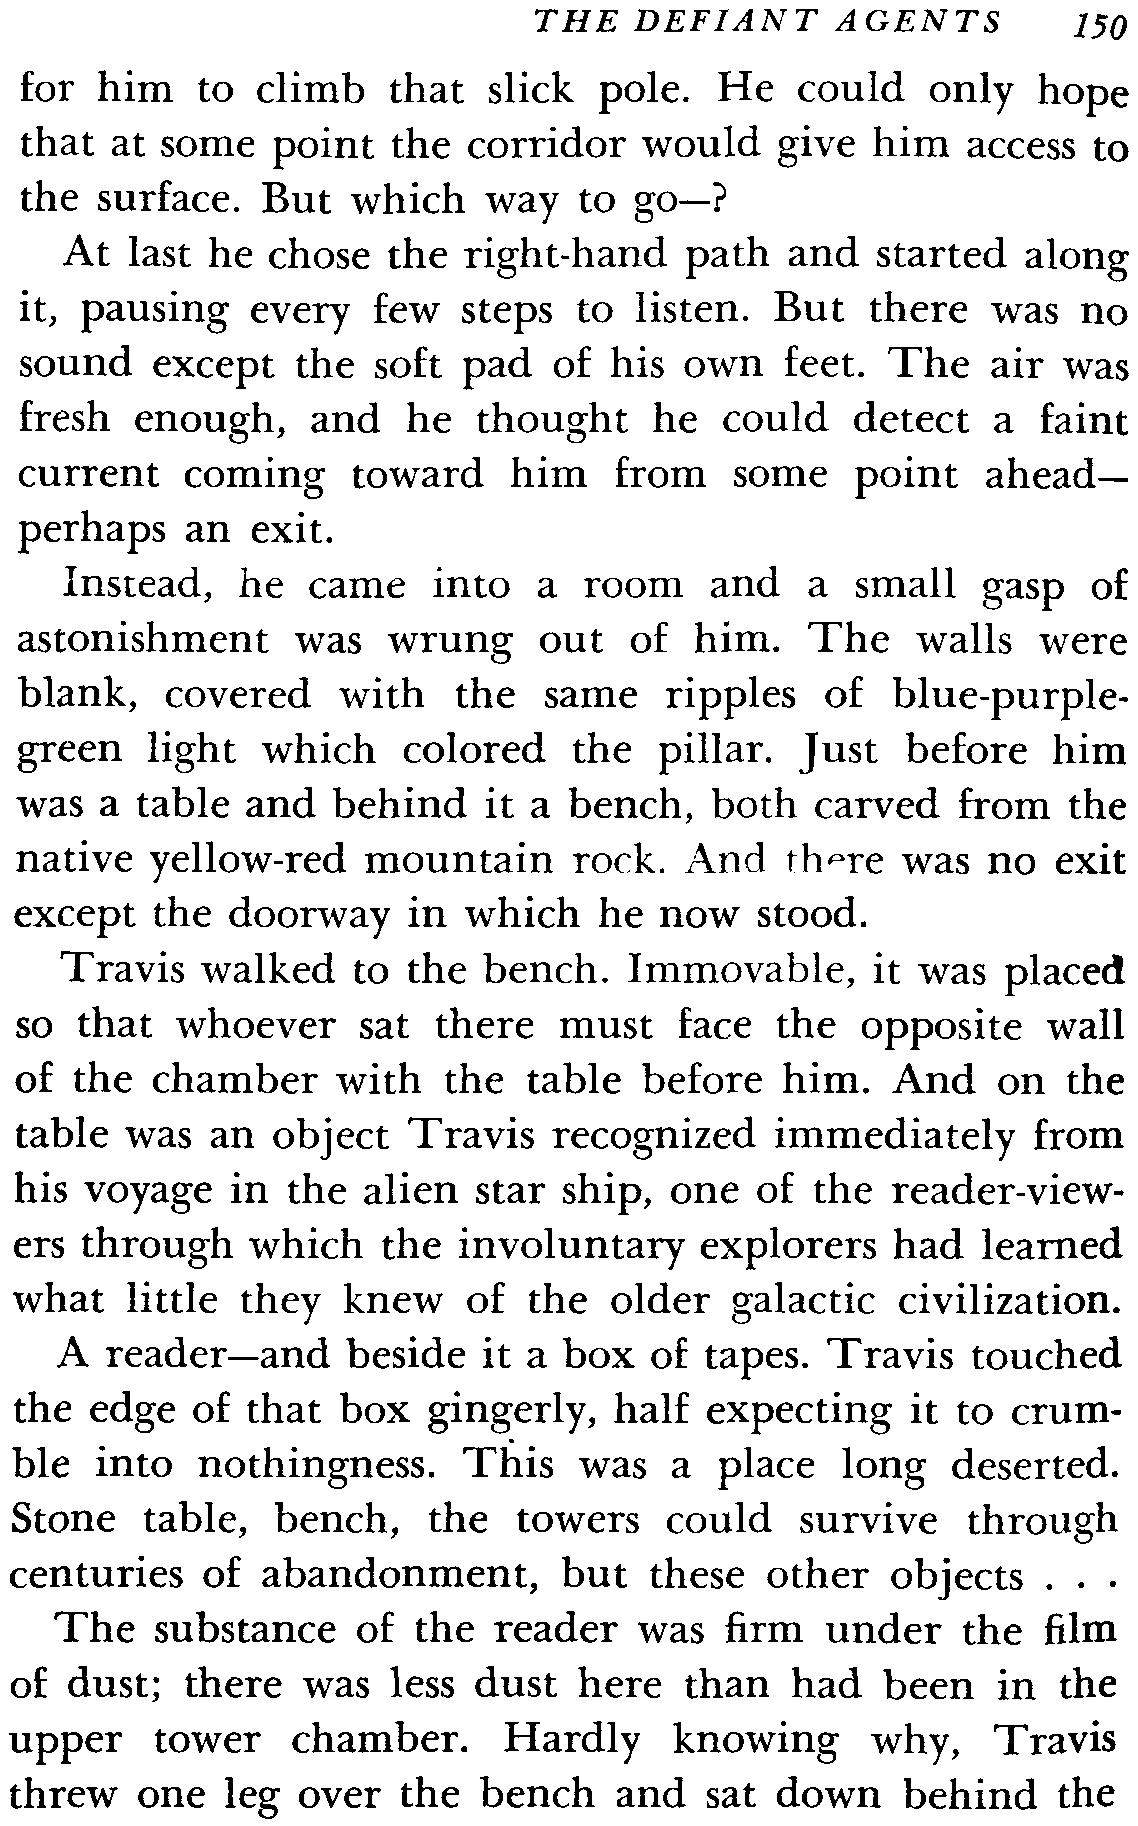 THE DEFIANT AGENTS 150
for him to climb that slick pole. He could only hope
that at some point the corridor would give him access to
the surface. But which way to go—?
At last he chose the right-hand path and started along
it, pausing every few steps to listen. But there was no
sound except the soft pad of his own feet. The air was
fresh enough, and he thought he could detect a faint
current coming toward him from some point ahead—
perhaps an exit.
Instead, he came into a room and a small gasp of
astonishment was wrung out of him. The walls were
blank, covered with the same ripples of blue-purple-
green light which colored the pillar. Just before him
was a table and behind it a bench, both carved from the
native yellow-red mountain rock. And there was no exit
except the doorway in which he now stood.
Travis walked to the bench. Immovable, it was placed
so that whoever sat there must face the opposite wall
of the chamber with the table before him. And on the
table was an object Travis recognized immediately from
his voyage in the alien star ship, one of the reader-view-
ers through which the involuntary explorers had learned
what little they knew of the older galactic civilization.
A reader—and beside it a box of tapes. Travis touched
the edge of that box gingerly, half expecting it to crum-
ble into nothingness. This was a place long deserted.
Stone table, bench, the towers could survive through
centuries of abandonment, but these other objects . . .
The substance of the reader was firm under the film
of dust; there was less dust here than had been in the
upper tower chamber. Hardly knowing why, Travis
threw one leg over the bench and sat down behind the